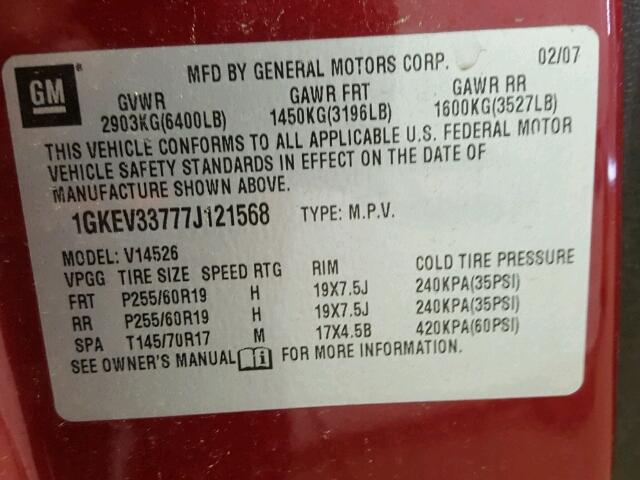 GM ®
MFD BY GENERAL MOTORS CORP. 02/07
GVWR GAWR FRT GAWR RR
2903KG(6400LB) 1450KG(3196LB) 1600KG(3527LB)
THIS VEHICLE CONFORMS TO ALL APPLICABLE U.S. FEDERAL MOTOR
VEHICLE SAFETY STANDARDS IN EFFECT ON THE DATE OF
MANUFACTURE SHOWN ABOVE.
1GKEV33777J121568 TYPE: M.P.V.
MODEL: V14526
VPGG TIRE SIZE SPEED RTG RIM COLD TIRE PRESSURE
FRT P255/60R19 H 19X7.5J 240KPA(35PSI)
RR P255/60R19 H 19X7.5J 240KPA(35PSI)
SPA T145/70R17 M 17X4.5B 420KPA(60PSI)
SEE OWNER'S MANUAL FOR MORE INFORMATION.